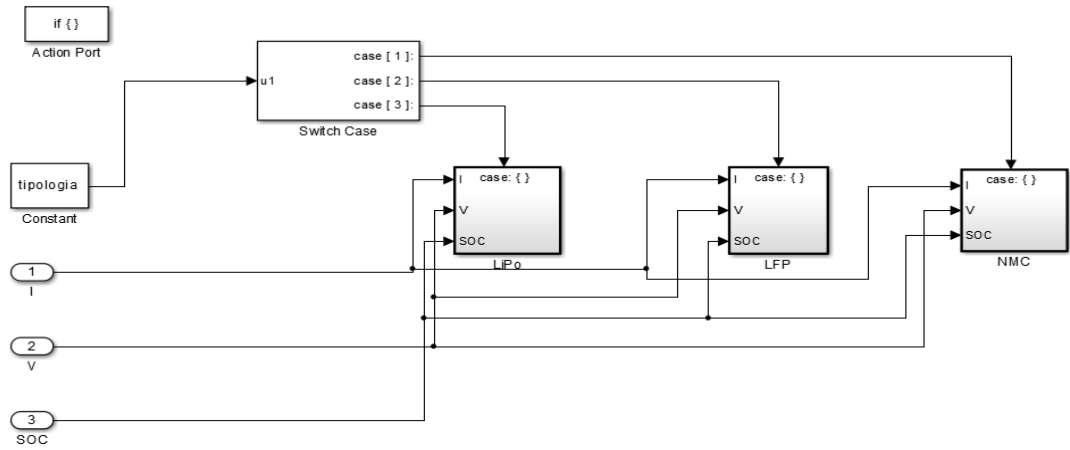 if { }
Action Port
case [ 1 ]:
u1
case [ 2 ]:
case [ 3 ]:
Switch Case
tipologia
Constant
case: { }
I
V
SOC
LiPo
case: { }
I
V
SOC
LFP
case: { }
I
V
SOC
NMC
1
I
2
V
3
SOC